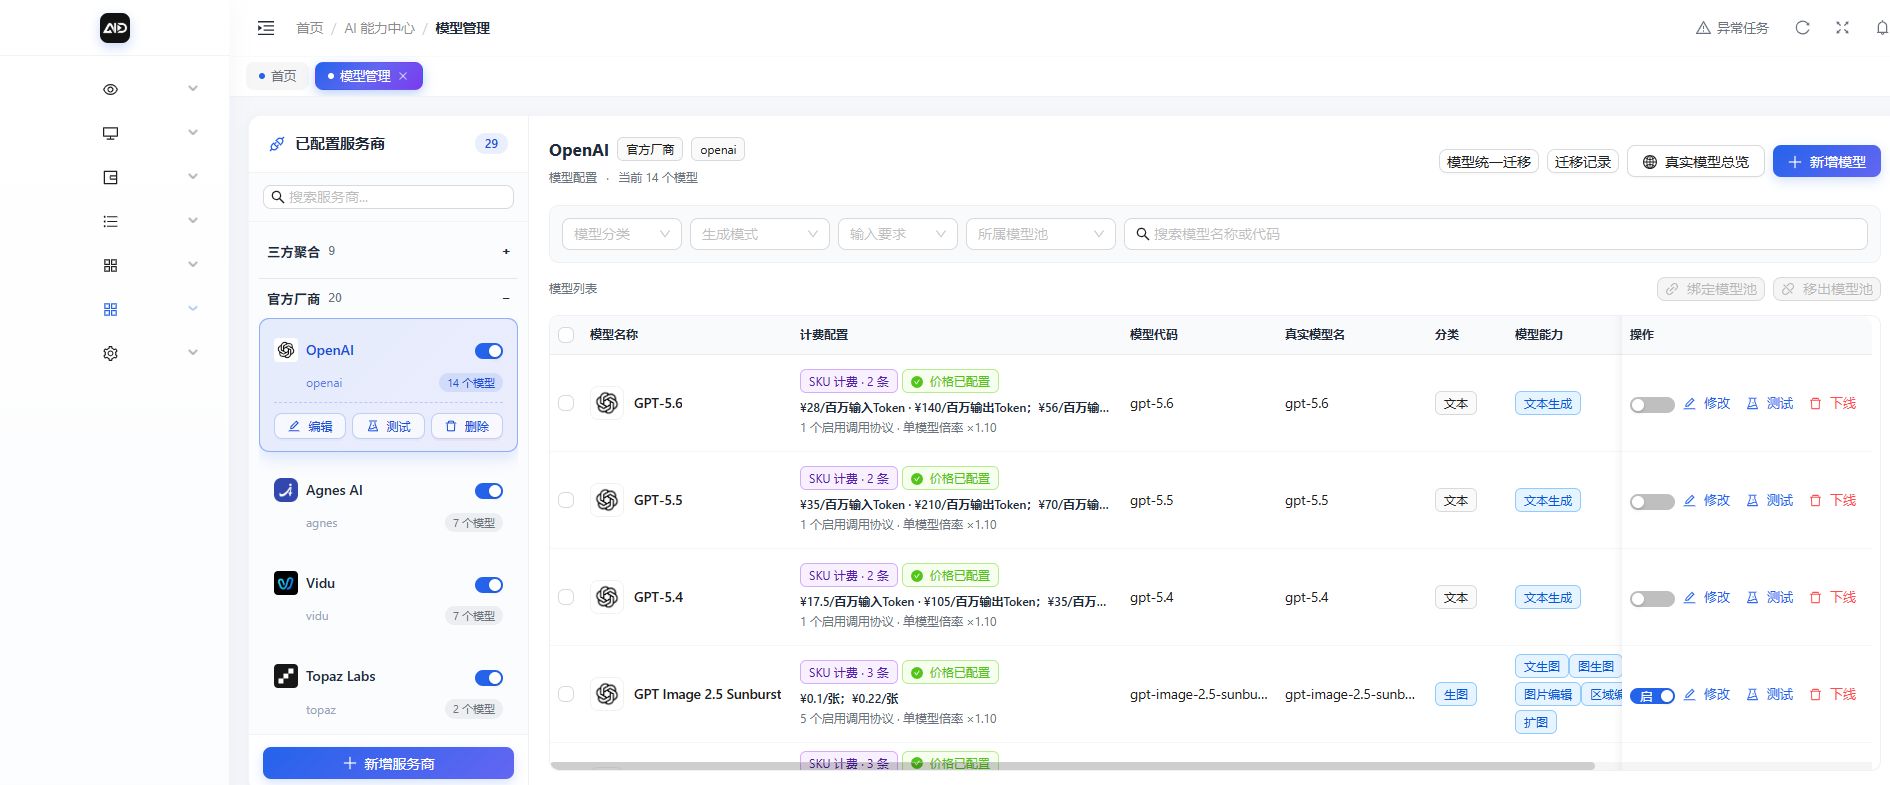 AID
首页 / AI 能力中心 / 模型管理
异常任务
首页
模型管理
已配置服务商 29
搜索服务商...
三方聚合 9
官方厂商 20
OpenAI
openai 14 个模型
编辑 测试 删除
Agnes AI
agnes 7 个模型
Vidu
vidu 7 个模型
Topaz Labs
topaz 2 个模型
新增服务商
OpenAI 官方厂商 openai
模型配置 · 当前 14 个模型
模型统一迁移 迁移记录 真实模型总览 新增模型
模型分类 生成模式 输入要求 所属模型池 搜索模型名称或代码
模型列表
绑定模型池 移出模型池
模型名称 计费配置 模型代码 真实模型名 分类 模型能力 操作
SKU 计费 · 2 条 价格已配置
GPT-5.6 ¥28/百万输入Token · ¥140/百万输出Token；¥56/百万输... gpt-5.6 gpt-5.6 文本 文本生成 修改 测试 下线
1 个启用调用协议 · 单模型倍率 ×1.10
SKU 计费 · 2 条 价格已配置
GPT-5.5 ¥35/百万输入Token · ¥210/百万输出Token；¥70/百万输... gpt-5.5 gpt-5.5 文本 文本生成 修改 测试 下线
1 个启用调用协议 · 单模型倍率 ×1.10
SKU 计费 · 2 条 价格已配置
GPT-5.4 ¥17.5/百万输入Token · ¥105/百万输出Token；¥35/百万... gpt-5.4 gpt-5.4 文本 文本生成 修改 测试 下线
1 个启用调用协议 · 单模型倍率 ×1.10
SKU 计费 · 3 条 价格已配置 文生图 图生图
GPT Image 2.5 Sunburst ¥0.1/张；¥0.22/张 gpt-image-2.5-sunbu... gpt-image-2.5-sunb... 生图 图片编辑 区域编 启 修改 测试 下线
5 个启用调用协议 · 单模型倍率 ×1.10 扩图
SKU 计费 · 3 条 价格已配置